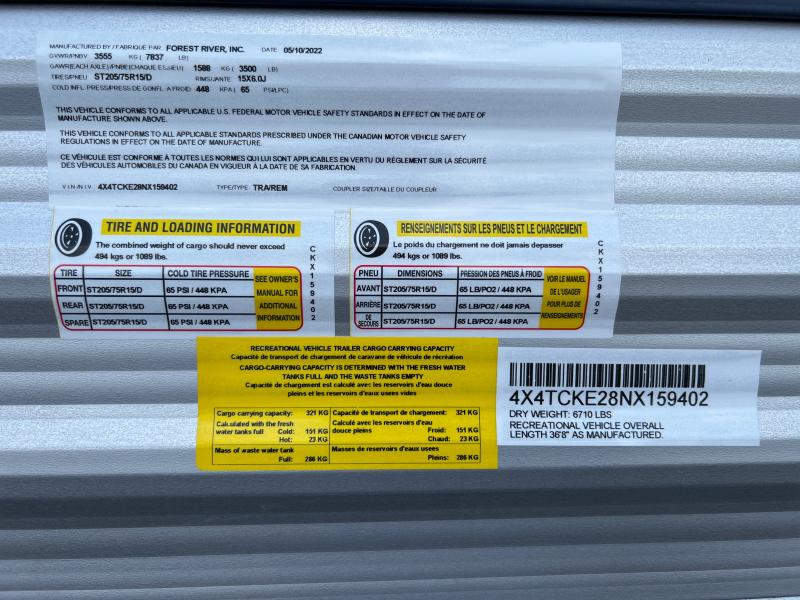 MANUFACTURED BY / FABRIQUE PAR FOREST RIVER, INC. DATE 05/10/2022
GVWR/PNBV 3555 KG ( 7837 LB)
GAWR(EACH AXLE)/PNBE(CHAQUE ESSIEU) 1588 KG ( 3500 LB)
TIRES/PNEU ST205/75R15/D RIMS/JANTE 15X6.0J
COLD INFL. PRESS/PRESS DE GONFL. A FROID 448 KPA ( 65 PSI/LPC)
THIS VEHICLE CONFORMS TO ALL APPLICABLE U.S. FEDERAL MOTOR VEHICLE SAFETY STANDARDS IN EFFECT ON THE DATE OF
MANUFACTURE SHOWN ABOVE.
THIS VEHICLE CONFORMS TO ALL APPLICABLE STANDARDS PRESCRIBED UNDER THE CANADIAN MOTOR VEHICLE SAFETY
REGULATIONS IN EFFECT ON THE DATE OF MANUFACTURE.
CE VÉHICULE EST CONFORME À TOUTES LES NORMES QUI LUI SONT APPLICABLES EN VERTU DU RÉGLEMENT SUR LA SÉCURITÉ
DES VÉHICULES AUTOMOBILES DU CANADA EN VIGUEUR À LA DATE DE SA FABRICATION.
V.I.N / N.I.V. 4X4TCKE28NX159402 TYPE/TYPE: TRA/REM COUPLER SIZE/TAILLE DU COUPLEUR
TIRE AND LOADING INFORMATION
The combined weight of cargo should never exceed
494 kgs or 1089 lbs.
TIRE SIZE COLD TIRE PRESSURE
FRONT ST205/75R15/D 65 PSI / 448 KPA
REAR ST205/75R15/D 65 PSI / 448 KPA
SPARE ST205/75R15/D 65 PSI / 448 KPA
SEE OWNER'S
MANUAL FOR
ADDITIONAL
INFORMATION
CKX159402
RENSEIGNEMENTS SUR LES PNEUS ET LE CHARGEMENT
Le poids du chargement ne doit jamais depasser
494 kgs or 1089 lbs.
PNEU DIMENSIONS PRESSION DES PNEUS À FROID
AVANT ST205/75R15/D 65 LB/PO2 / 448 KPA
ARRIÈRE ST205/75R15/D 65 LB/PO2 / 448 KPA
DE SECOURS ST205/75R15/D 65 LB/PO2 / 448 KPA
VOIR LE MANUEL
DE L'USAGER
POUR PLUS DE
RENSEIGNEMENTS
CKX159402
RECREATIONAL VEHICLE TRAILER CARGO CARRYING CAPACITY
Capacité de transport de chargement de caravane de véhicule de récréation
CARGO-CARRYING CAPACITY IS DETERMINED WITH THE FRESH WATER
TANKS FULL AND THE WASTE TANKS EMPTY
Capacité de chargement est calculé avec les reservoirs d'eau douce
pleins et les reservoirs d'eaux usees vides
Cargo carrying capacity: 321 KG Capacité de transport de chargement: 321 KG
Calculated with the fresh
water tanks full Cold: 151 KG
Hot: 23 KG
Calculé avec les reservoirs d'eau
douce pleins Froid: 151 KG
Chaud: 23 KG
Mass of waste water tank
Full: 286 KG
Masses de reservoirs d'eaux usees
Pleins: 286 KG
4X4TCKE28NX159402
DRY WEIGHT: 6710 LBS
RECREATIONAL VEHICLE OVERALL
LENGTH 36'8" AS MANUFACTURED.